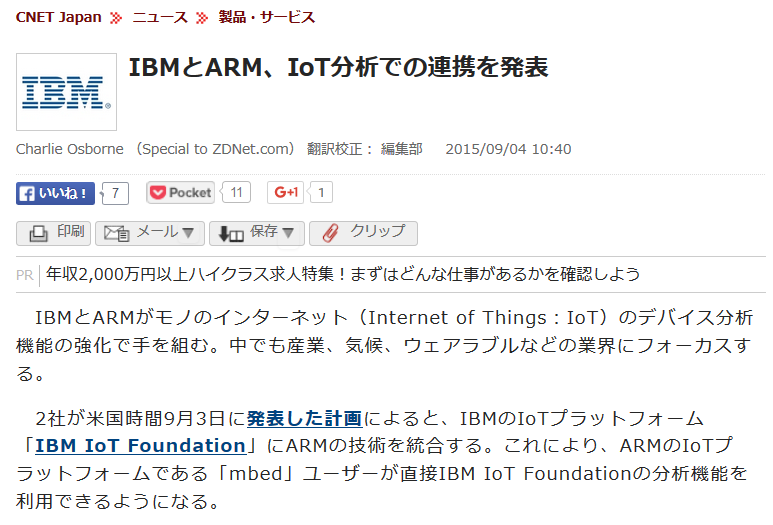 CNET Japan ニュース 製品・サービス
IBM®
IBMとARM、IoT分析での連携を発表
Charlie Osborne （Special to ZDNet.com） 翻訳校正： 編集部 2015/09/04 10:40
f いいね！ 7 Pocket 11 G+1 1
印刷 メール▼ 保存▼ クリップ
PR 年収2,000万円以上ハイクラス求人特集！まずはどんな仕事があるかを確認しよう
IBMとARMがモノのインターネット（Internet of Things：IoT）のデバイス分析
機能の強化で手を組む。中でも産業、気候、ウェアラブルなどの業界にフォーカスす
る。
2社が米国時間9月3日に発表した計画によると、IBMのIoTプラットフォーム
「IBM IoT Foundation」にARMの技術を統合する。これにより、ARMのIoTプ
ラットフォームである「mbed」ユーザーが直接IBM IoT Foundationの分析機能を
利用できるようになる。